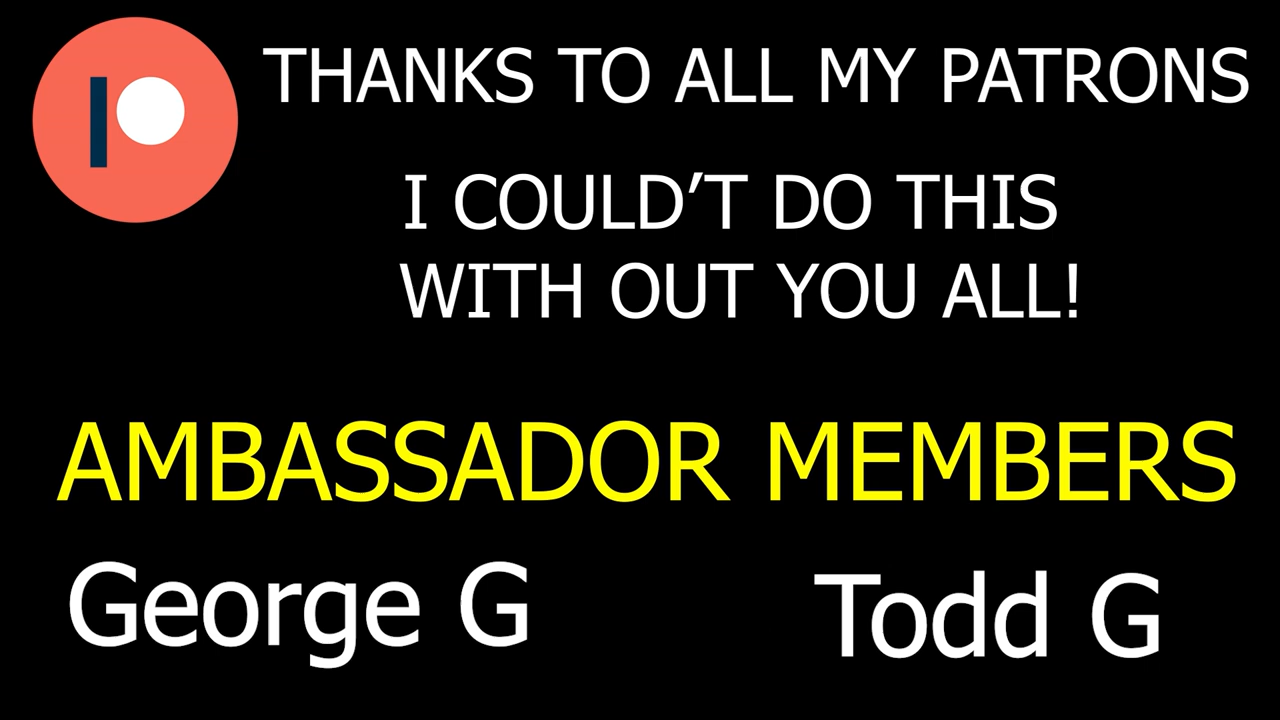 THANKS TO ALL MY PATRONS
I COULD’T DO THIS
WITH OUT YOU ALL!
AMBASSADOR MEMBERS
George G
Todd G